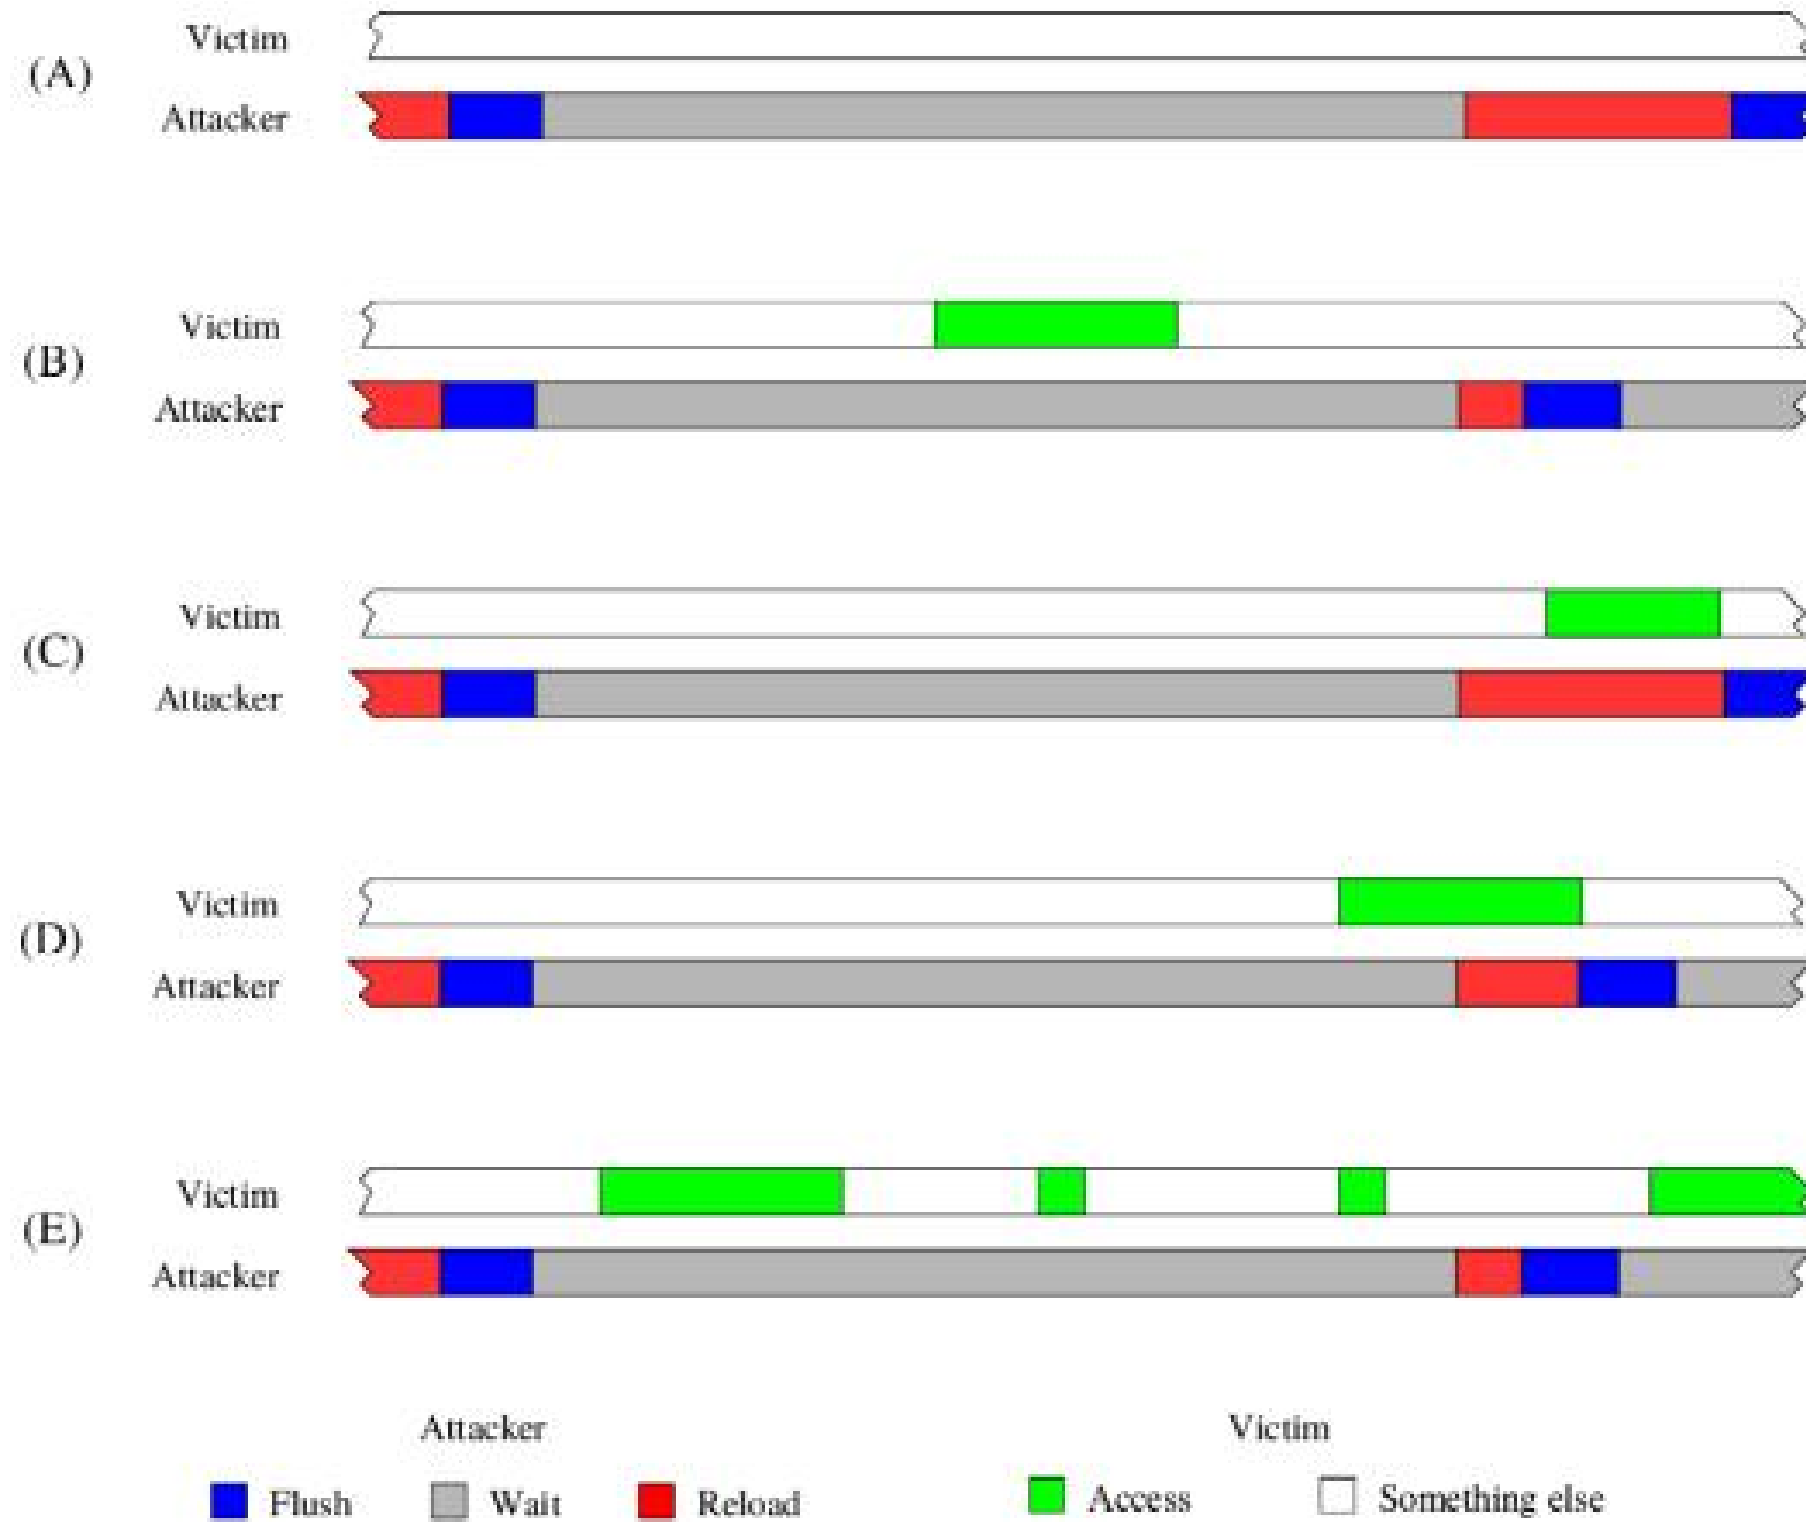 Victim
(A)
Attacker
Victim
(B)
Attacker
Victim
(C)
Attacker
Victim
(D)
Attacker
Victim
(E)
Attacker
Attacker Victim
Flush Wait Reload Access Something else